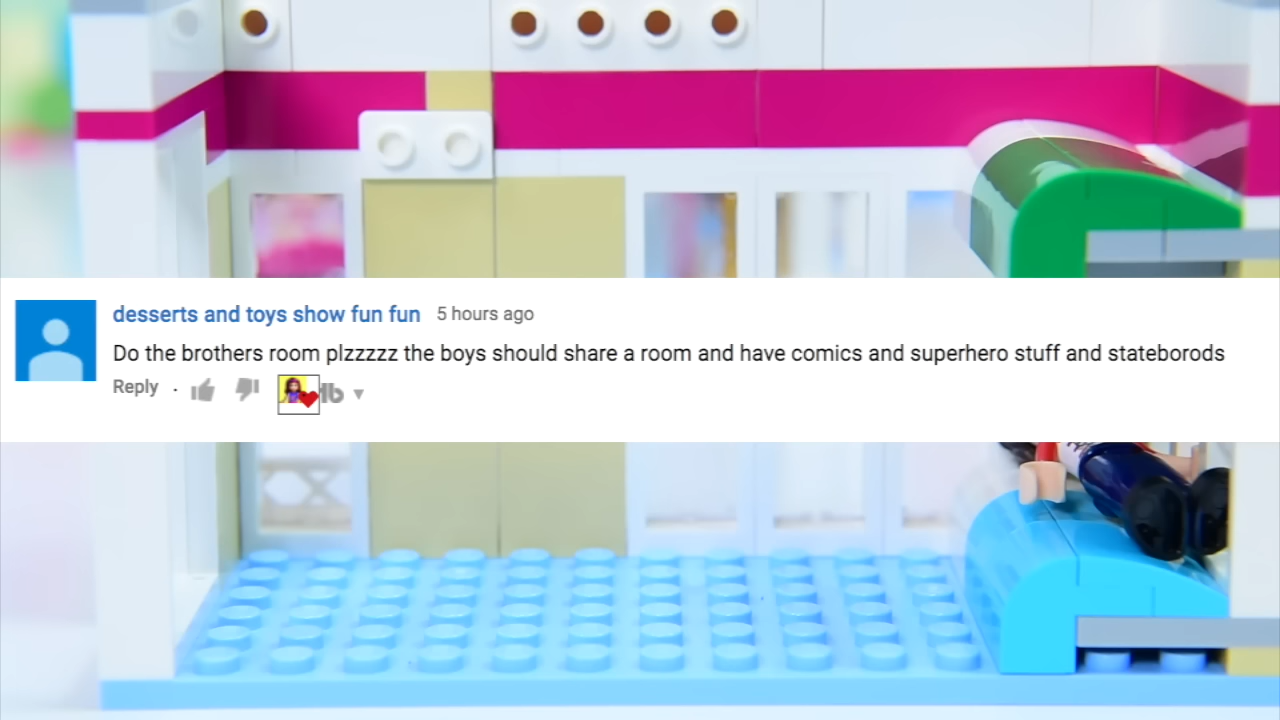 desserts and toys show fun fun 5 hours ago
Do the brothers room plzzzzz the boys should share a room and have comics and superhero stuff and stateborods
Reply ·